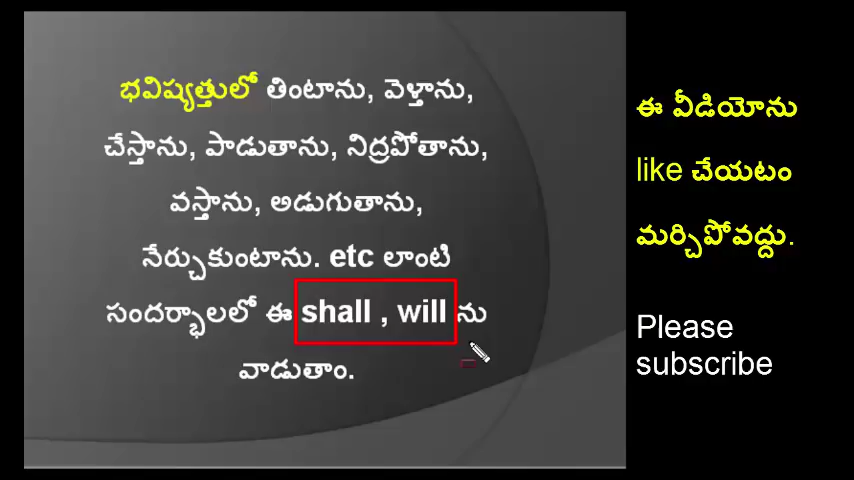 భవిష్యత్తులో తింటాను, వెళ్తాను,
చేస్తాను, పాడుతాను, నిద్రపోతాను,
వస్తాను, అడుగుతాను,
నేర్చుకుంటాను. etc లాంటి
సందర్భాలలో ఈ shall , will ను
వాడుతాం.
ఈ వీడియోను
like చేయటం
మర్చిపోవద్దు.
Please
subscribe